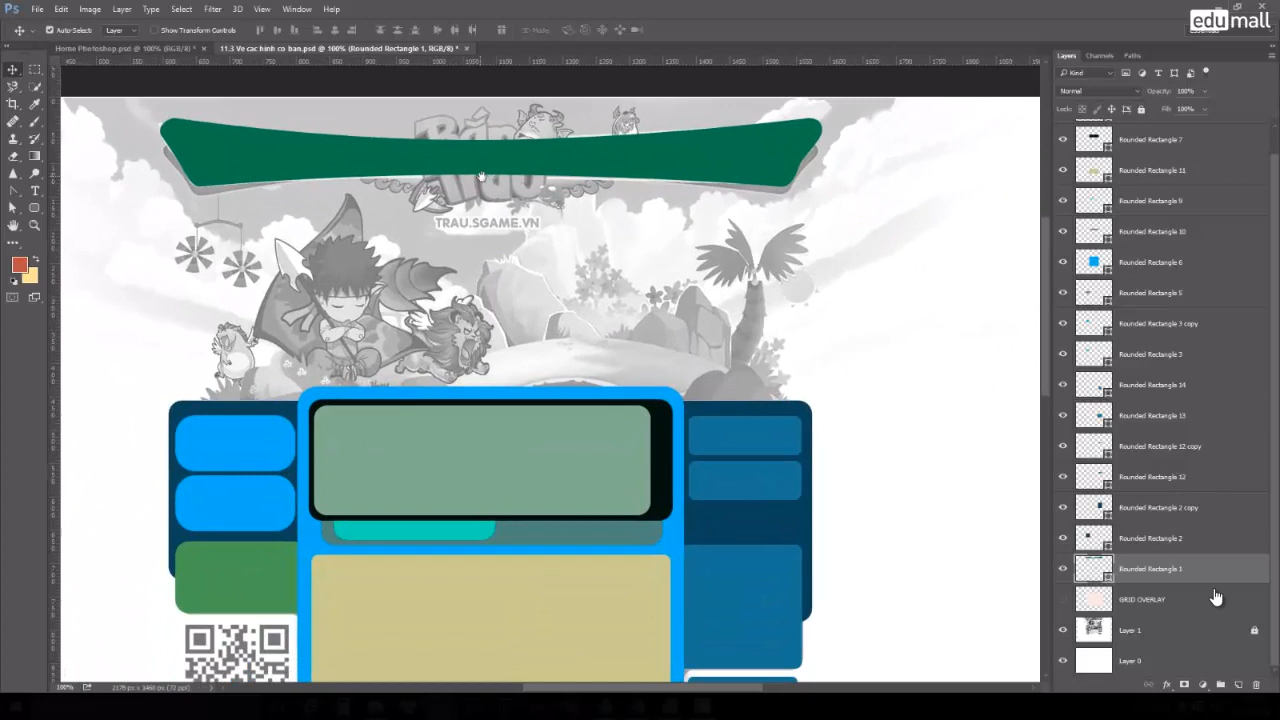 Ps File Edit Image Layer Type Select Filter 3D View Window Help
edumall
Auto-Select: Layer Show Transform Controls
3D Mode:
Essentials
Home Photoshop.psd @ 100% (RGB/8) * × 11.3 Ve cac hinh co ban.psd @ 100% (Rounded Rectangle 1, RGB/8) * ×
Layers Channels Paths
Kind
Normal Opacity: 100%
Lock: Fill: 100%
TRAU.SGAME.VN
Rounded Rectangle 7
Rounded Rectangle 11
Rounded Rectangle 9
Rounded Rectangle 10
Rounded Rectangle 6
Rounded Rectangle 5
Rounded Rectangle 3 copy
Rounded Rectangle 3
Rounded Rectangle 14
Rounded Rectangle 13
Rounded Rectangle 12 copy
Rounded Rectangle 12
Rounded Rectangle 2 copy
Rounded Rectangle 2
Rounded Rectangle 1
GRID OVERLAY
Layer 1
Layer 0
100%